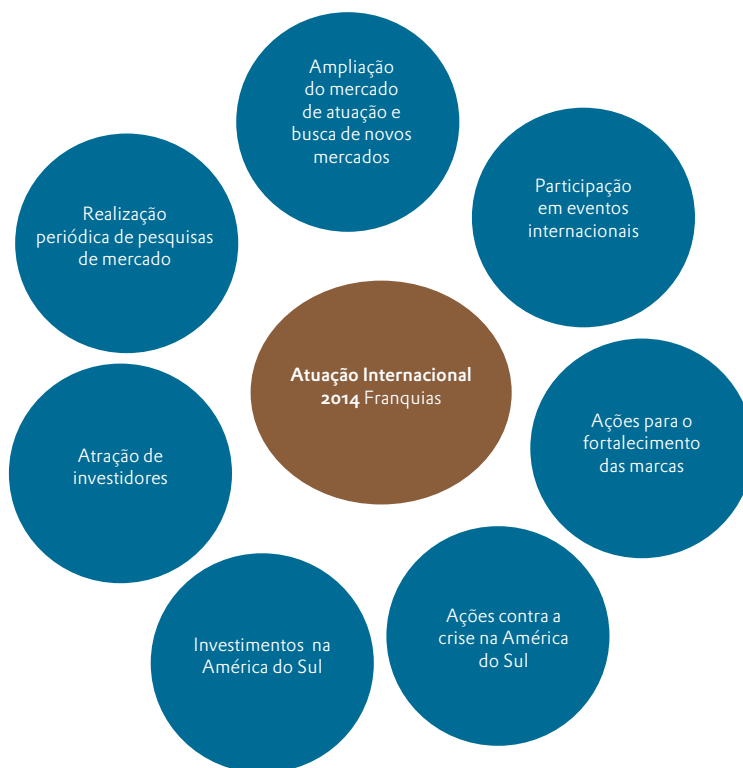 Ampliação
do mercado
de atuação e
busca de novos
mercados
Participação
em eventos
internacionais
Realização
periódica de pesquisas
de mercado
Atuação Internacional
2014 Franquias
Ações para o
fortalecimento
das marcas
Atração de
investidores
Ações contra a
crise na América
do Sul
Investimentos na
América do Sul